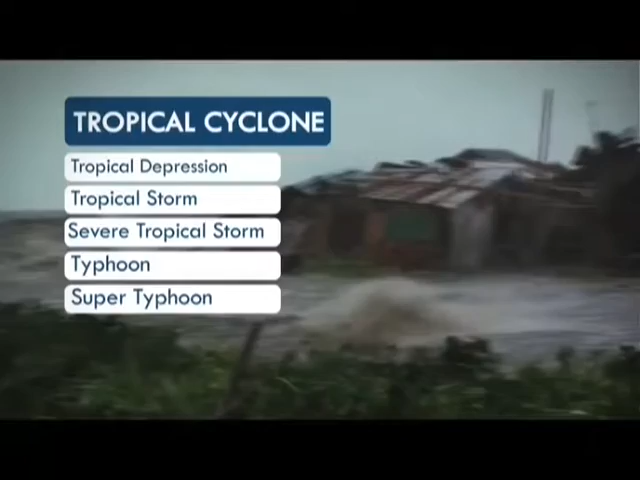 TROPICAL CYCLONE
Tropical Depression
Tropical Storm
Severe Tropical Storm
Typhoon
Super Typhoon